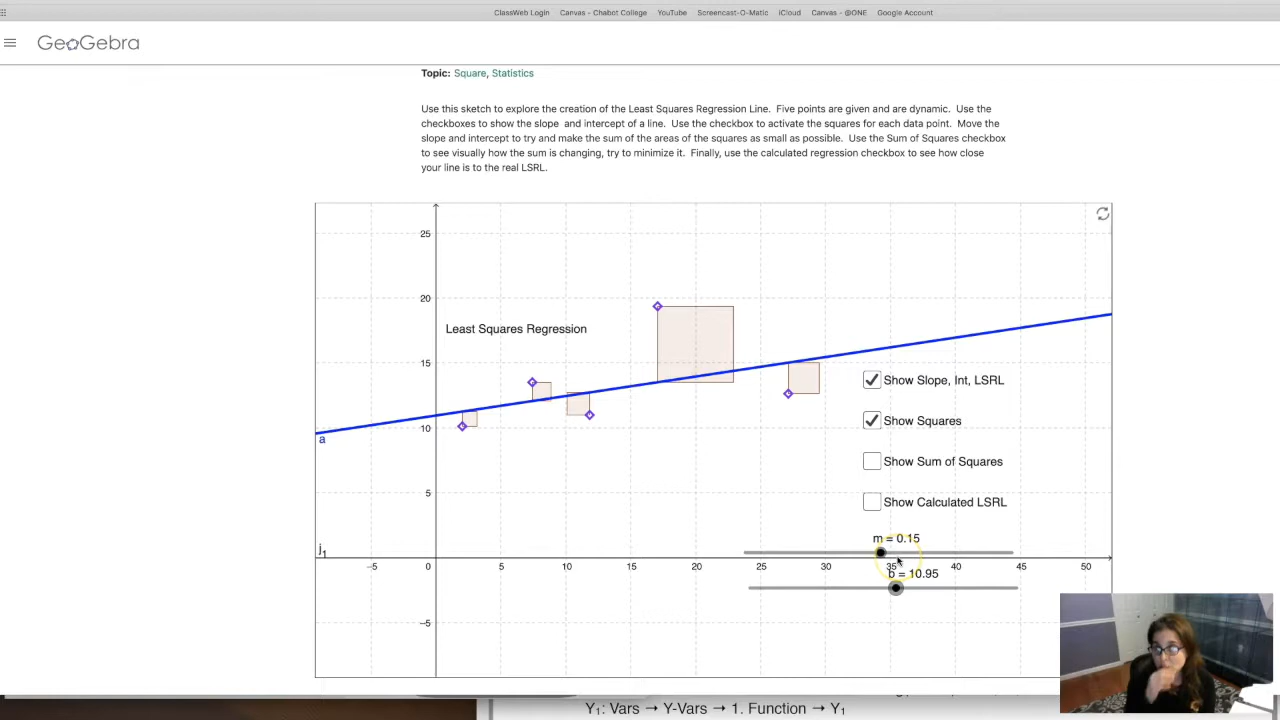 ClassWeb Login Canvas - Chabot College YouTube Screencast-O-Matic iCloud Canvas - @ONE Google Account
GeoGebra
Topic: Square, Statistics
Use this sketch to explore the creation of the Least Squares Regression Line. Five points are given and are dynamic. Use the
checkboxes to show the slope and intercept of a line. Use the checkbox to activate the squares for each data point. Move the
slope and intercept to try and make the sum of the areas of the squares as small as possible. Use the Sum of Squares checkbox
to see visually how the sum is changing, try to minimize it. Finally, use the calculated regression checkbox to see how close
your line is to the real LSRL.
25
20
Least Squares Regression
15
Show Slope, Int, LSRL
Show Squares
10
a
Show Sum of Squares
5
Show Calculated LSRL
m = 0.15
j₁
−5 0 5 10 15 20 25 30 35 40 45 50
b = 10.95
−5
Y₁: Vars → Y-Vars → 1. Function → Y₁